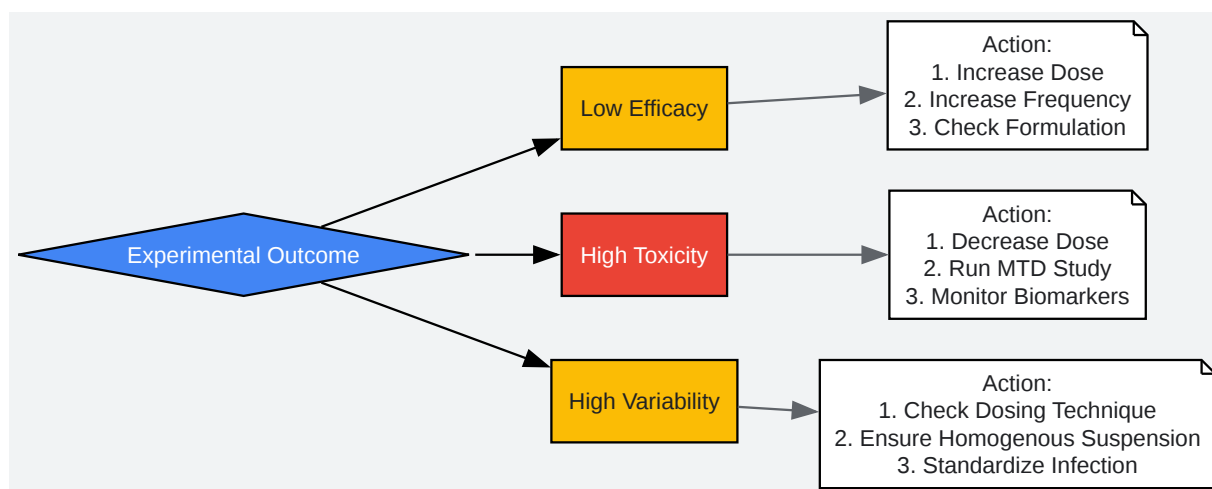 Experimental Outcome
Low Efficacy
Action:
1. Increase Dose
2. Increase Frequency
3. Check Formulation
High Toxicity
Action:
1. Decrease Dose
2. Run MTD Study
3. Monitor Biomarkers
High Variability
Action:
1. Check Dosing Technique
2. Ensure Homogenous Suspension
3. Standardize Infection